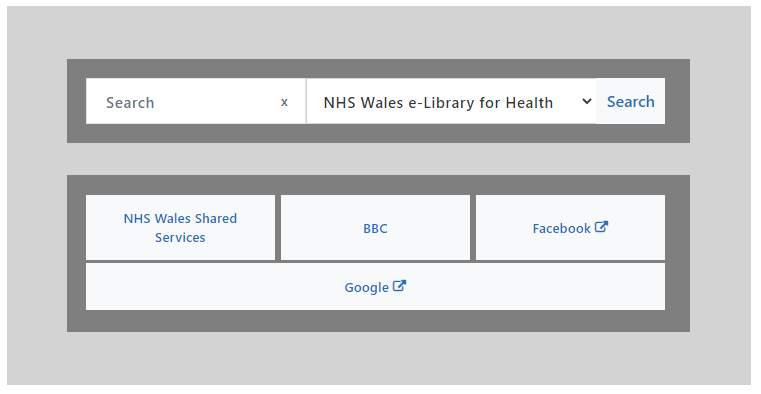 Search x NHS Wales e-Library for Health Search
NHS Wales Shared
Services
BBC
Facebook
Google